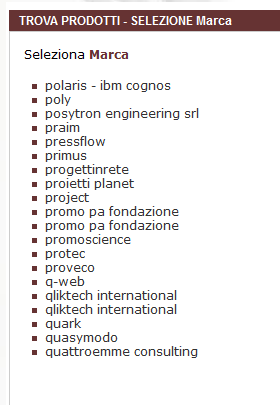 TROVA PRODOTTI - SELEZIONE Marca
Seleziona Marca
polaris - ibm cognos
poly
posytron engineering srl
praim
pressflow
primus
progettinrete
proietti planet
project
promo pa fondazione
promo pa fondazione
promoscience
protec
proveco
q-web
qliktech international
qliktech international
quark
quasymodo
quattroemme consulting